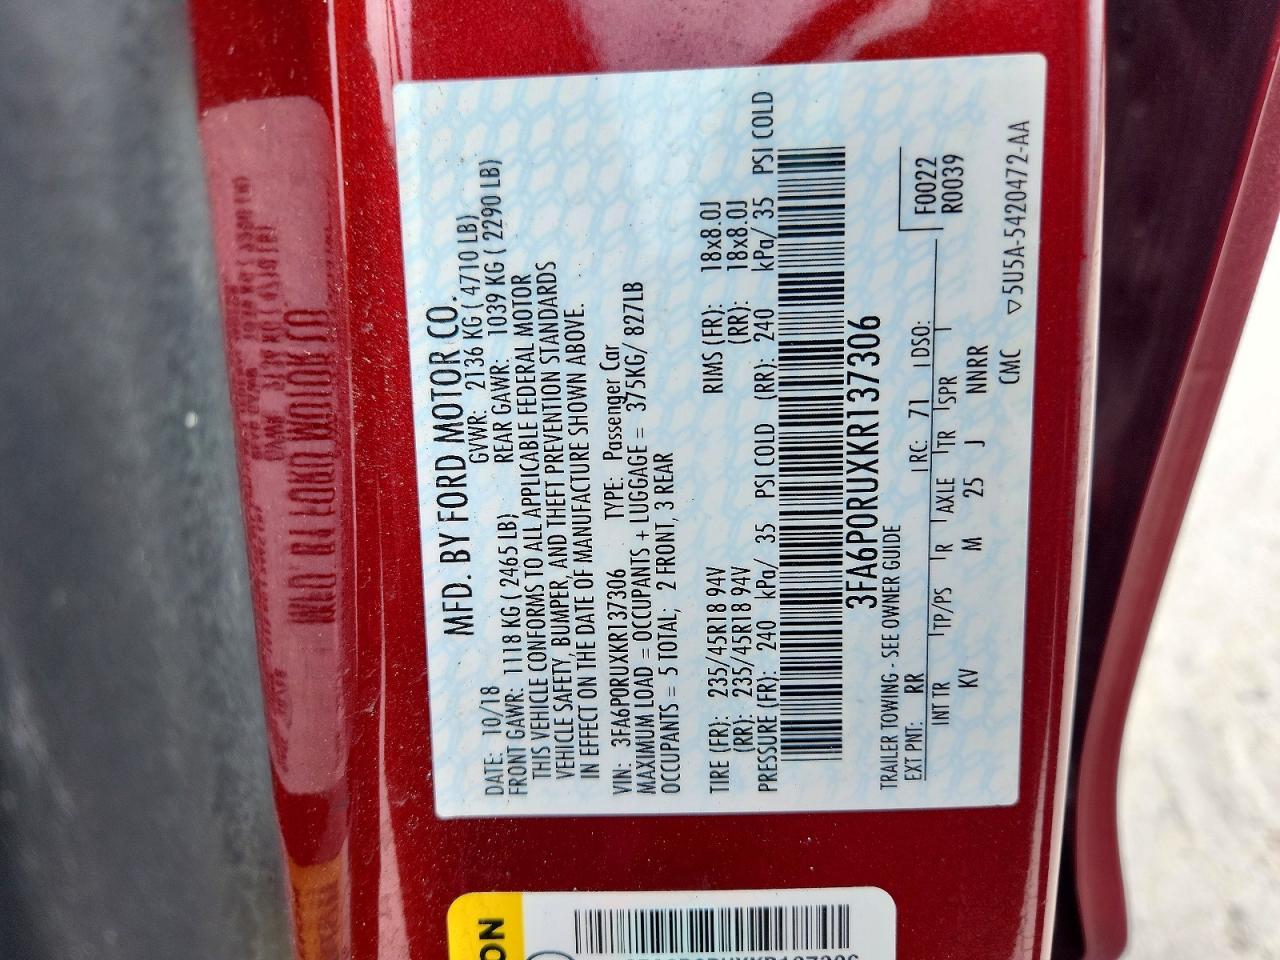 MFD. BY FORD MOTOR CO.
DATE: 10/18 GVWR: 2136 KG ( 4710 LB)
FRONT GAWR: 1118 KG ( 2465 LB) REAR GAWR: 1039 KG ( 2290 LB)
THIS VEHICLE CONFORMS TO ALL APPLICABLE FEDERAL MOTOR
VEHICLE SAFETY, BUMPER, AND THEFT PREVENTION STANDARDS
IN EFFECT ON THE DATE OF MANUFACTURE SHOWN ABOVE.
VIN: 3FA6P0RUXKR137306 TYPE: Passenger Car
MAXIMUM LOAD = OCCUPANTS + LUGGAGE = 375KG/ 827LB
OCCUPANTS = 5 TOTAL; 2 FRONT, 3 REAR
TIRE (FR): 235/45R18 94V RIMS (FR): 18x8.0J
(RR): 235/45R18 94V (RR): 18x8.0J
PRESSURE (FR): 240 kPa/ 35 PSI COLD (RR): 240 kPa/ 35 PSI COLD
3FA6P0RUXKR137306
TRAILER TOWING - SEE OWNER GUIDE F0022
EXT PNT: RR RC: 71 DSO: R0039
INT TR TP/PS R AXLE TR SPR
KV M 25 J NNRR
CMC ▽5U5A-5420472-AA
ON